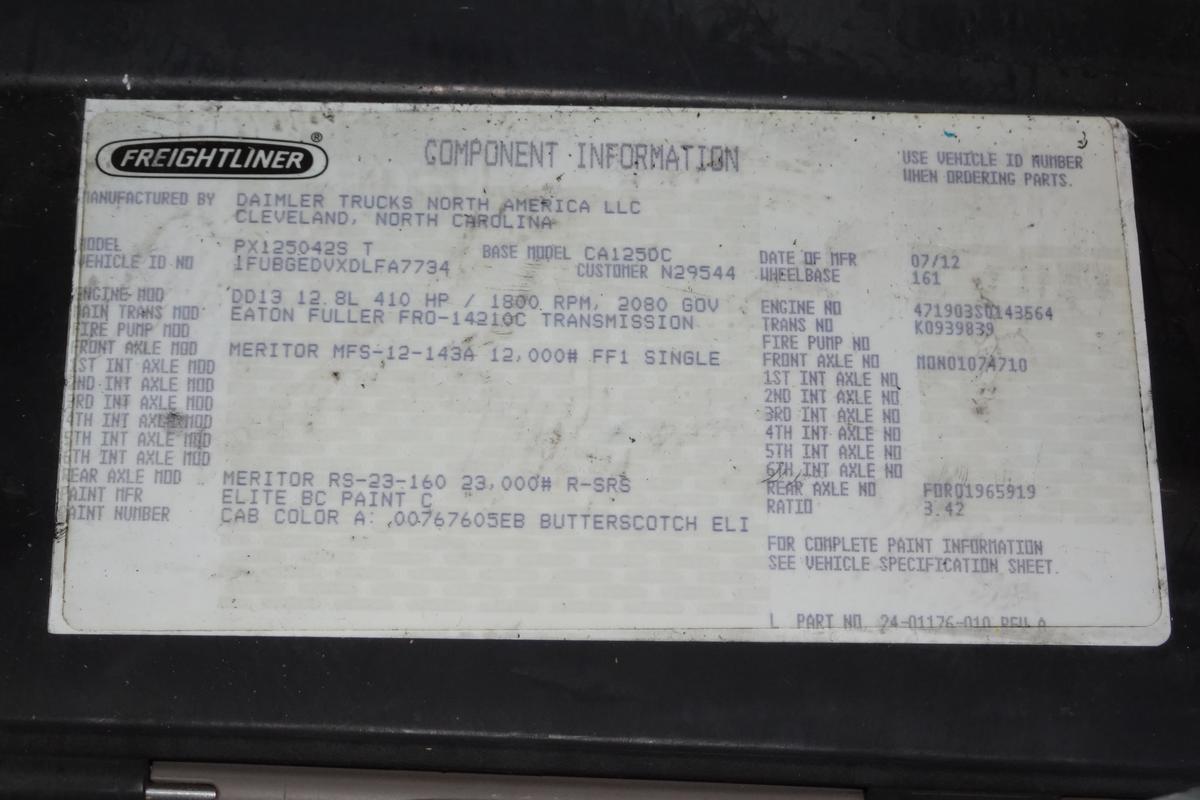 FREIGHTLINER ®
COMPONENT INFORMATION
USE VEHICLE ID NUMBER
WHEN ORDERING PARTS.
MANUFACTURED BY DAIMLER TRUCKS NORTH AMERICA LLC
CLEVELAND, NORTH CAROLINA
MODEL PX125042S T BASE MODEL CA125DC DATE OF MFR 07/12
VEHICLE ID NO 1FUBGEDVXDLFA7734 CUSTOMER N29544 WHEELBASE 161
ENGINE MOD DD13 12.8L 410 HP / 1800 RPM, 2080 GOV ENGINE NO 471903S0143564
MAIN TRANS MOD EATON FULLER FRO-14210C TRANSMISSION TRANS NO K0939839
FIRE PUMP MOD FIRE PUMP NO
FRONT AXLE MOD MERITOR MFS-12-143A 12,000# FF1 SINGLE FRONT AXLE NO MON01074710
1ST INT AXLE MOD 1ST INT AXLE NO
2ND INT AXLE MOD 2ND INT AXLE NO
3RD INT AXLE MOD 3RD INT AXLE NO
4TH INT AXLE MOD 4TH INT AXLE NO
5TH INT AXLE MOD 5TH INT AXLE NO
6TH INT AXLE MOD 6TH INT AXLE NO
REAR AXLE MOD MERITOR RS-23-160 23,000# R-SRS REAR AXLE NO FOR01965919
PAINT MFR ELITE BC PAINT C RATIO 3.42
PAINT NUMBER CAB COLOR A: 00767605EB BUTTERSCOTCH ELI
FOR COMPLETE PAINT INFORMATION
SEE VEHICLE SPECIFICATION SHEET.
L PART NO. 24-01176-010 REV A